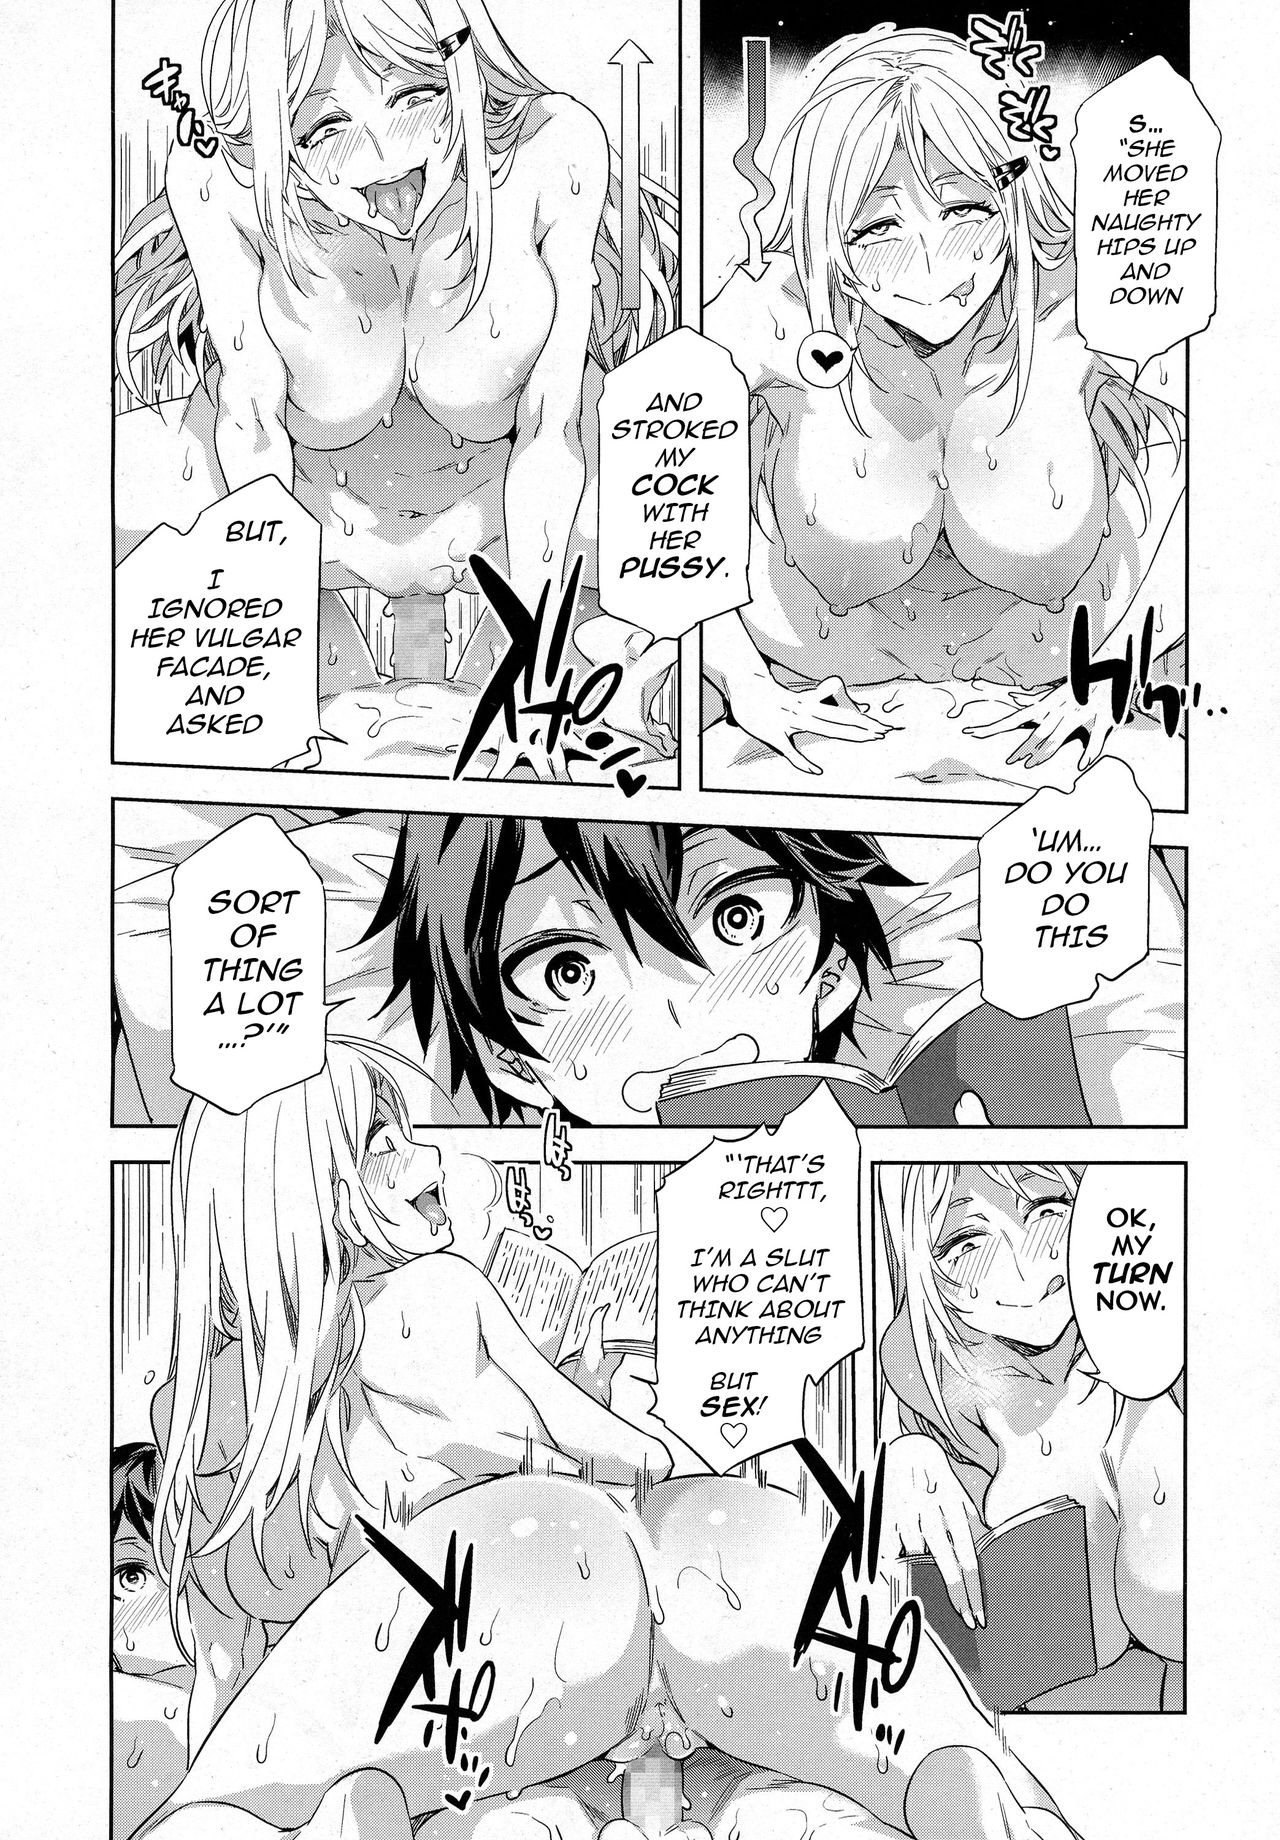 S...
"SHE
MOVED
HER
NAUGHTY
HIPS UP
AND
DOWN
AND
STROKED
MY
COCK
WITH
HER
PUSSY.
BUT,
I
IGNORED
HER VULGAR
FACADE,
AND
ASKED
'UM...
DO YOU
DO
THIS
SORT
OF
THING
A LOT
...?'"
OK,
MY
TURN
NOW.
"'THAT'S
RIGHTTT,
♡
I'M A SLUT
WHO CAN'T
THINK ABOUT
ANYTHING
BUT
SEX!
♡